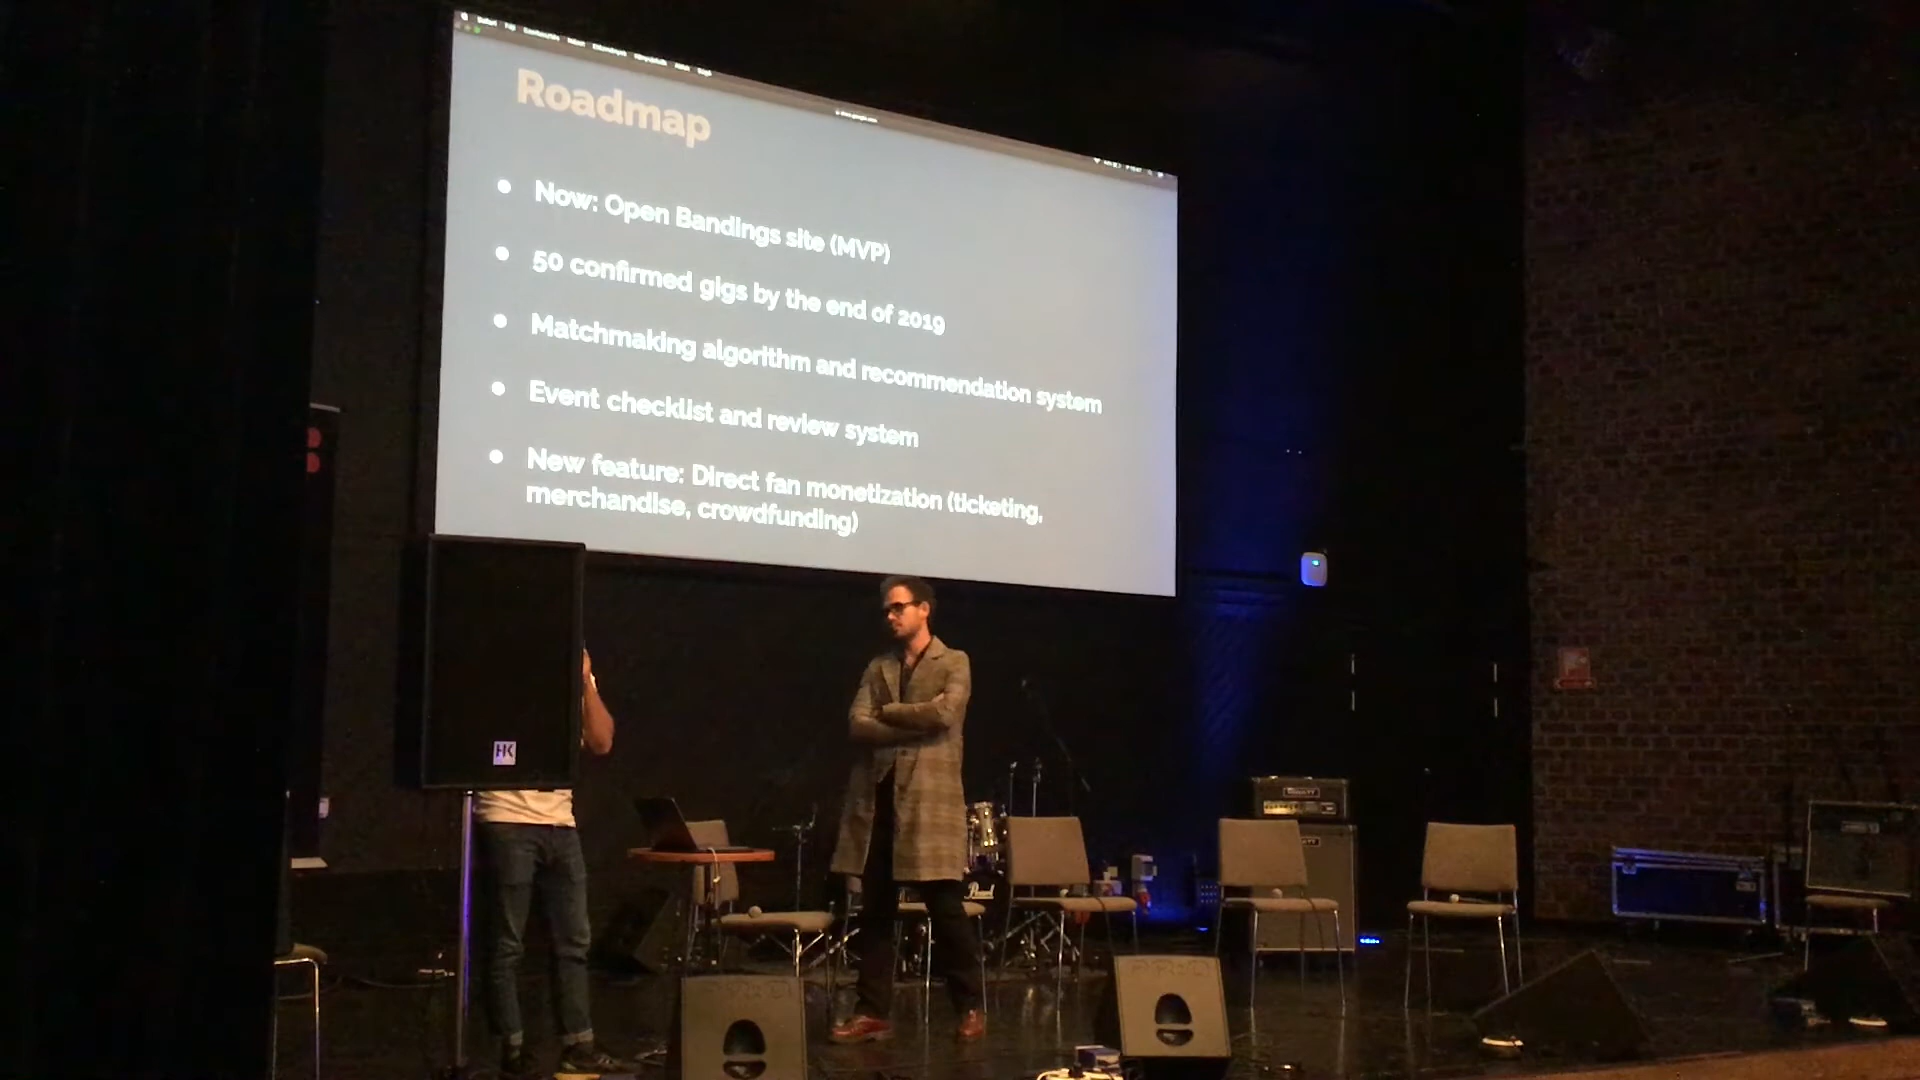 Roadmap
Now: Open Bandings site (MVP)
50 confirmed gigs by the end of 2019
Matchmaking algorithm and recommendation system
Event checklist and review system
New feature: Direct fan monetization (ticketing,
merchandise, crowdfunding)
HK
Pearl